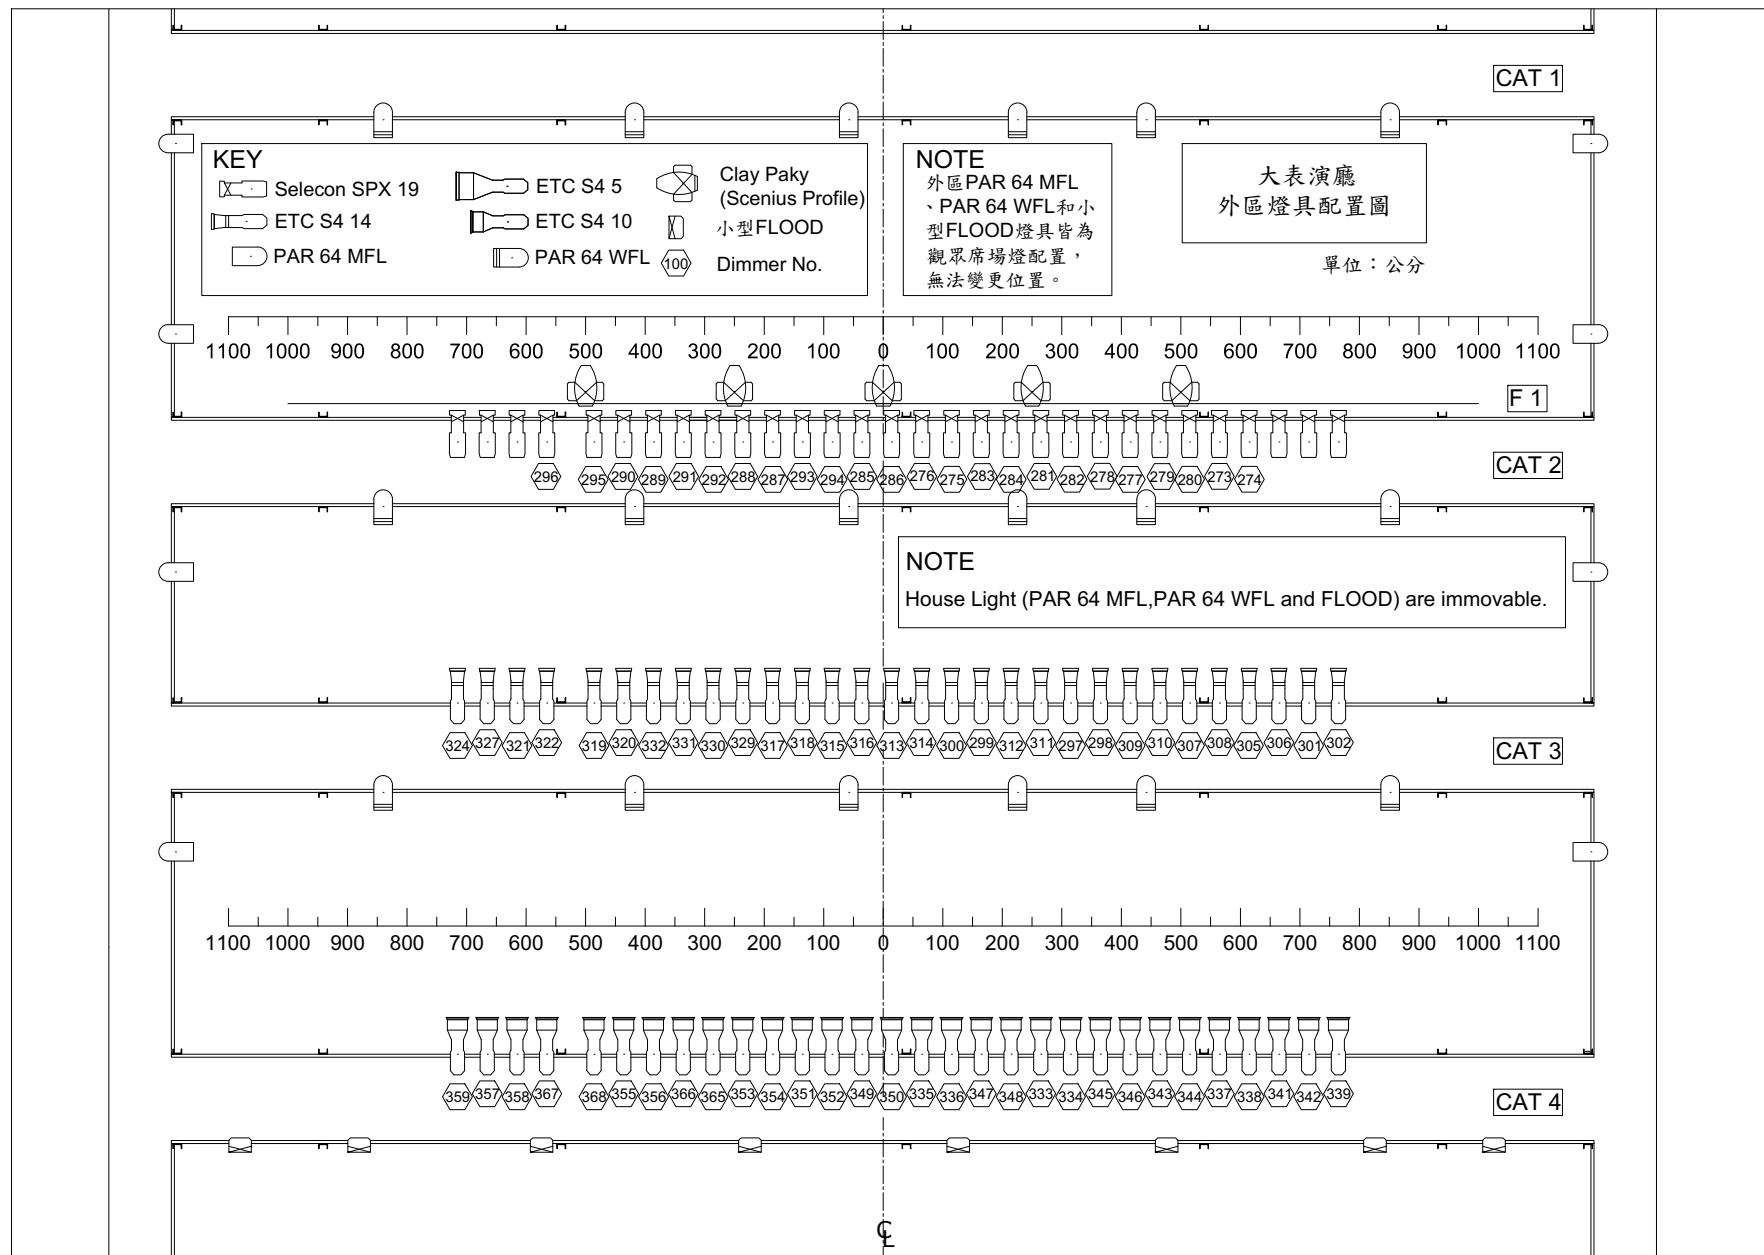 CAT 1
KEY
Selecon SPX 19
ETC S4 5
Clay Paky
(Scenius Profile)
ETC S4 14
ETC S4 10
小型FLOOD
PAR 64 MFL
PAR 64 WFL
100
Dimmer No.
NOTE
外區PAR 64 MFL
、PAR 64 WFL和小
型FLOOD燈具皆為
觀眾席場燈配置，
無法變更位置。
大表演廳
外區燈具配置圖
單位：公分
1100 1000 900 800 700 600 500 400 300 200 100 0 100 200 300 400 500 600 700 800 900 1000 1100
F 1
296 295 290 289 291 292 288 287 293 294 285 286 276 275 283 284 281 282 278 277 279 280 273 274
CAT 2
NOTE
House Light (PAR 64 MFL,PAR 64 WFL and FLOOD) are immovable.
324 327 321 322 319 320 332 331 330 329 317 318 315 316 313 314 300 299 312 311 297 298 309 310 307 308 305 306 301 302
CAT 3
1100 1000 900 800 700 600 500 400 300 200 100 0 100 200 300 400 500 600 700 800 900 1000 1100
359 357 358 367 368 355 356 366 365 353 354 351 352 349 350 335 336 347 348 333 334 345 346 343 344 337 338 341 342 339
CAT 4
℄